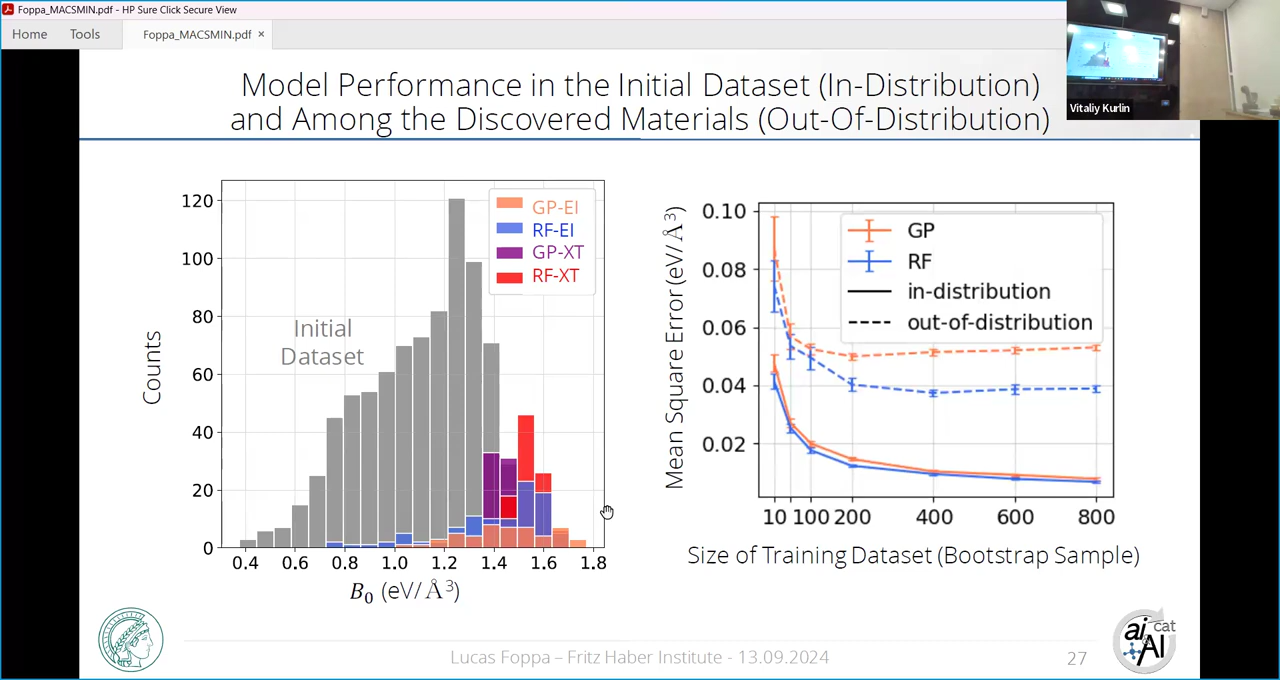 Foppa_MACSMIN.pdf - HP Sure Click Secure View
Home Tools Foppa_MACSMIN.pdf ×
Vitaliy Kurlin
Model Performance in the Initial Dataset (In-Distribution)
and Among the Discovered Materials (Out-Of-Distribution)
Counts
120
100
80
60
40
20
0
0.4 0.6 0.8 1.0 1.2 1.4 1.6 1.8
B₀ (eV/Å³)
Initial
Dataset
GP-EI
RF-EI
GP-XT
RF-XT
Mean Square Error (eV/Å³)
0.10
0.08
0.06
0.04
0.02
10 100 200 400 600 800
Size of Training Dataset (Bootstrap Sample)
GP
RF
in-distribution
out-of-distribution
Lucas Foppa – Fritz Haber Institute - 13.09.2024
27
ai cat
AI